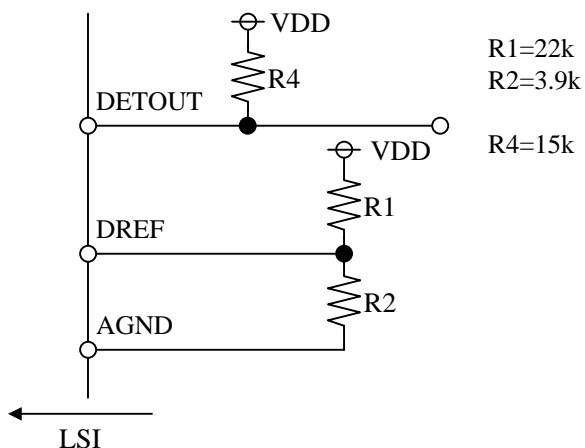 VDD
R4
DETOUT
VDD
R1
DREF
R2
AGND
LSI
R1=22k
R2=3.9k
R4=15k